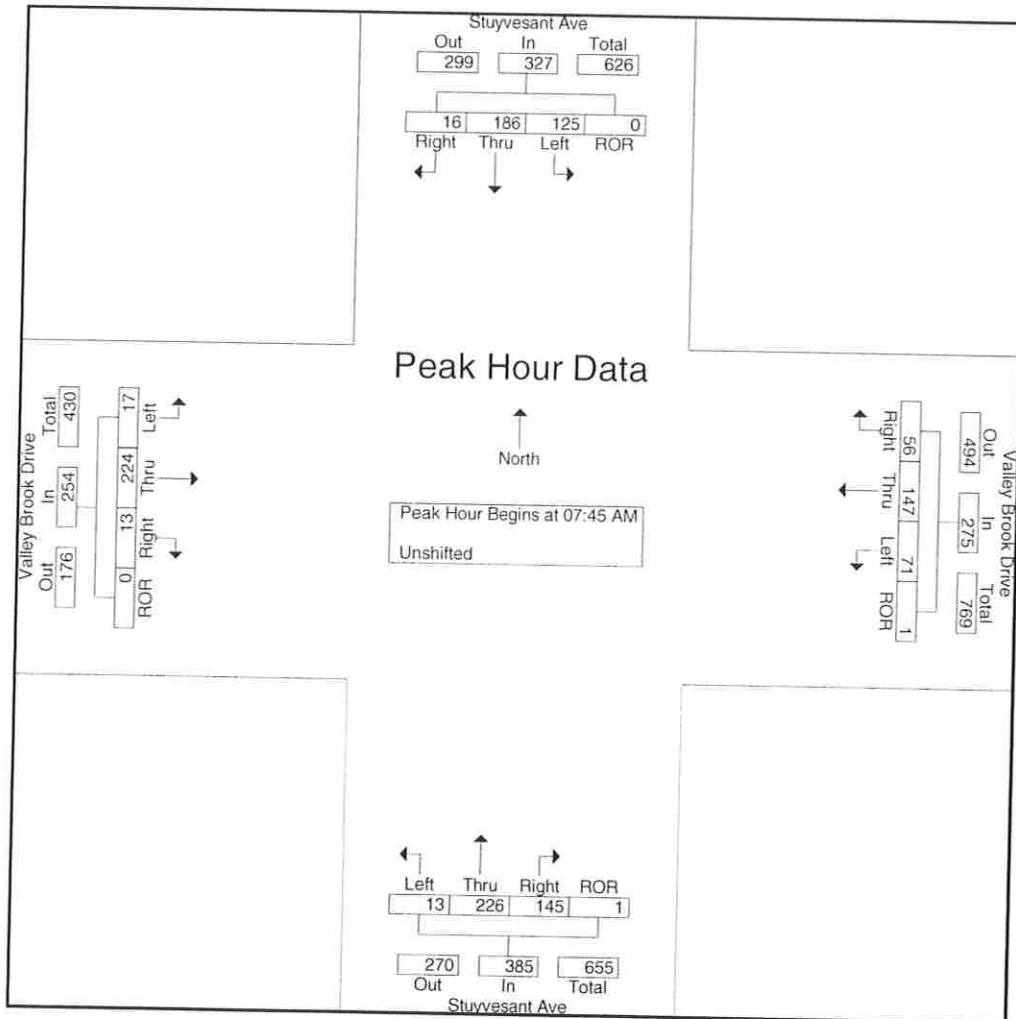 Stuyvesant Ave
Out In Total
299 327 626
16 186 125 0
Right Thru Left ROR
Peak Hour Data
North
Peak Hour Begins at 07:45 AM
Unshifted
Valley Brook Drive
Total In Out
430 254 176
17 224 13 0
Left Thru Right ROR
Valley Brook Drive
Out In Total
494 275 769
56 147 71 1
Right Thru Left ROR
Left Thru Right ROR
13 226 145 1
270 385 655
Out In Total
Stuyvesant Ave